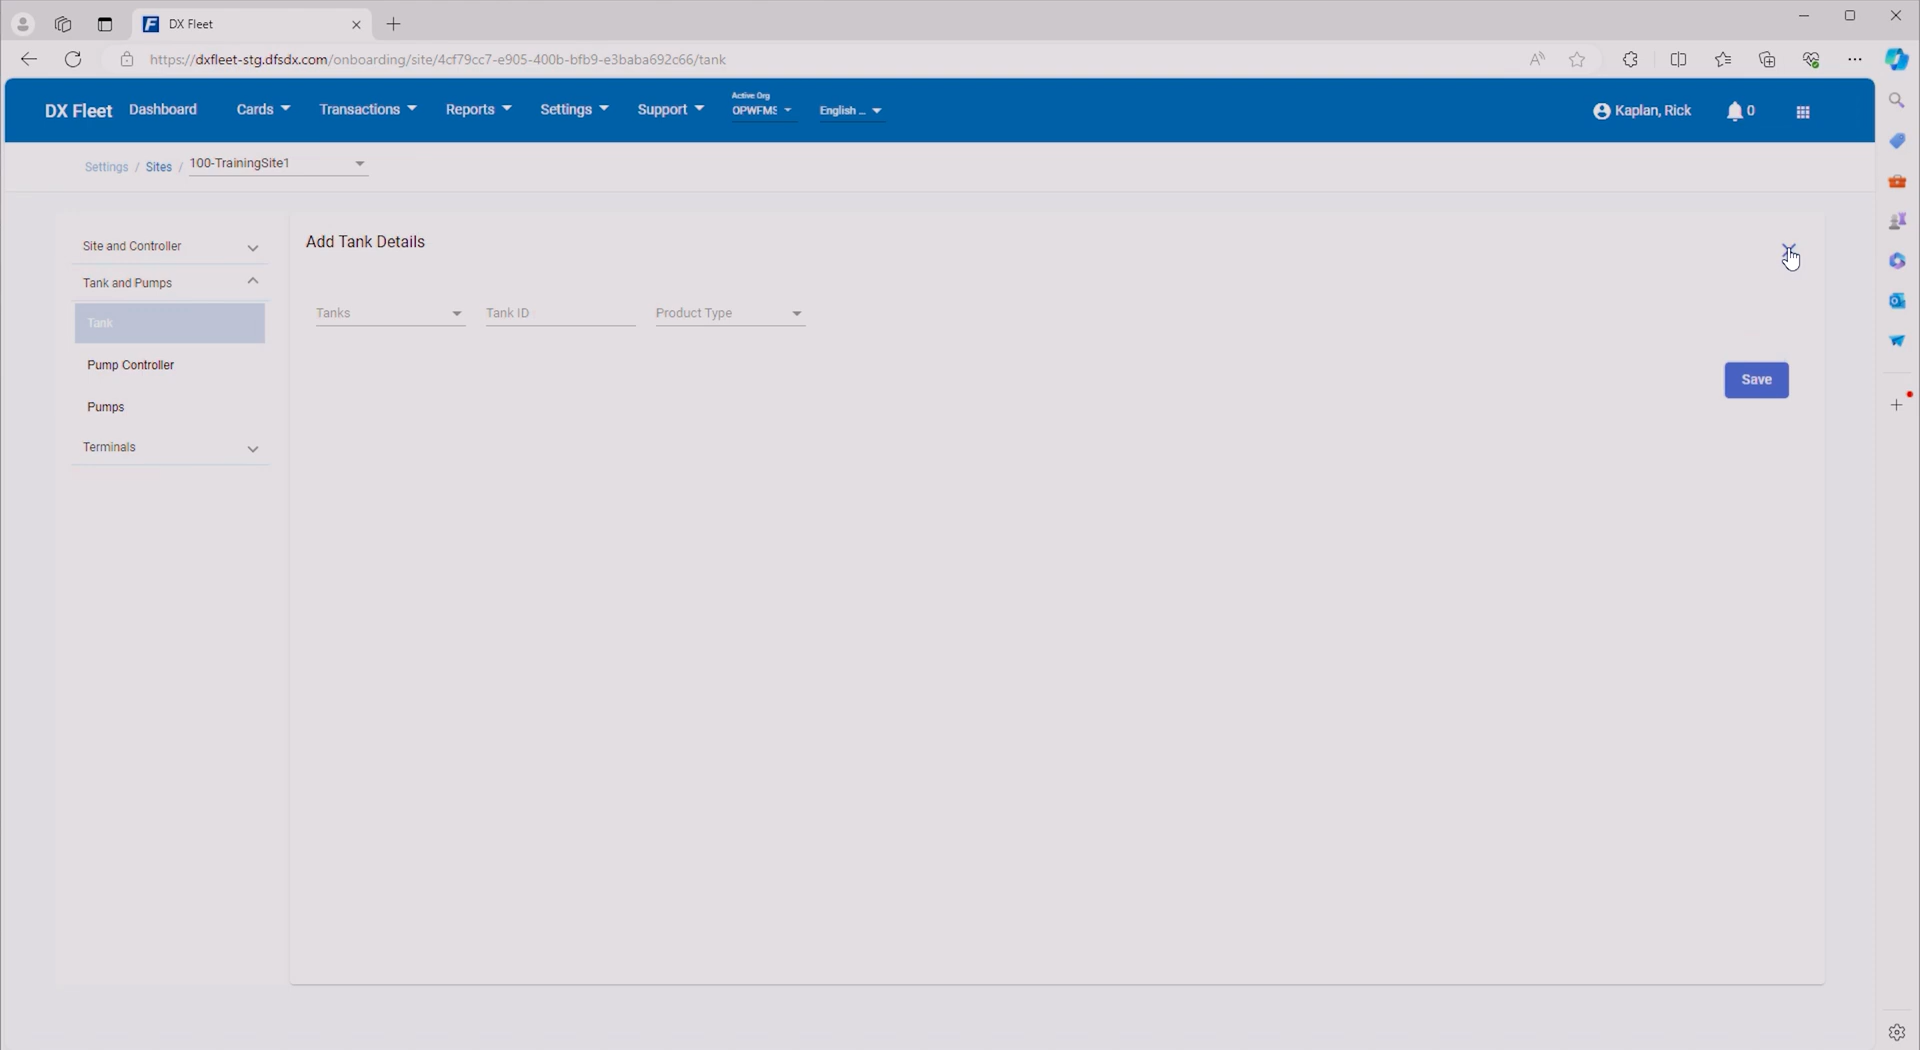 DX Fleet
https://dxfleet-stg.dfsdx.com/onboarding/site/4cf79cc7-e905-400b-bfb9-e3baba692c66/tank
DX Fleet Dashboard Cards Transactions Reports Settings Support Active Org OPWFMS English ... Kaplan, Rick 0
Settings / Sites / 100-TrainingSite1
Site and Controller
Tank and Pumps
Tank
Pump Controller
Pumps
Terminals
Add Tank Details
Tanks Tank ID Product Type
Save